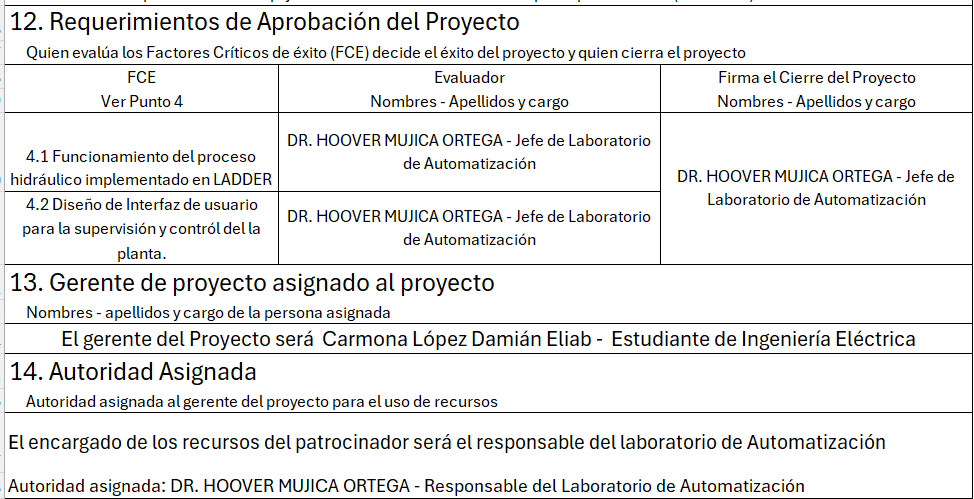 12. Requerimientos de Aprobación del Proyecto
Quien evalúa los Factores Críticos de éxito (FCE) decide el éxito del proyecto y quien cierra el proyecto
FCE
Ver Punto 4
Evaluador
Nombres - Apellidos y cargo
Firma el Cierre del Proyecto
Nombres - Apellidos y cargo
4.1 Funcionamiento del proceso
hidráulico implementado en LADDER
DR. HOOVER MUJICA ORTEGA - Jefe de Laboratorio
de Automatización
DR. HOOVER MUJICA ORTEGA - Jefe de
Laboratorio de Automatización
4.2 Diseño de Interfaz de usuario
para la supervisión y contról del la
planta.
DR. HOOVER MUJICA ORTEGA - Jefe de Laboratorio
de Automatización
13. Gerente de proyecto asignado al proyecto
Nombres - apellidos y cargo de la persona asignada
El gerente del Proyecto será Carmona López Damián Eliab - Estudiante de Ingeniería Eléctrica
14. Autoridad Asignada
Autoridad asignada al gerente del proyecto para el uso de recursos
El encargado de los recursos del patrocinador será el responsable del laboratorio de Automatización
Autoridad asignada: DR. HOOVER MUJICA ORTEGA - Responsable del Laboratorio de Automatización